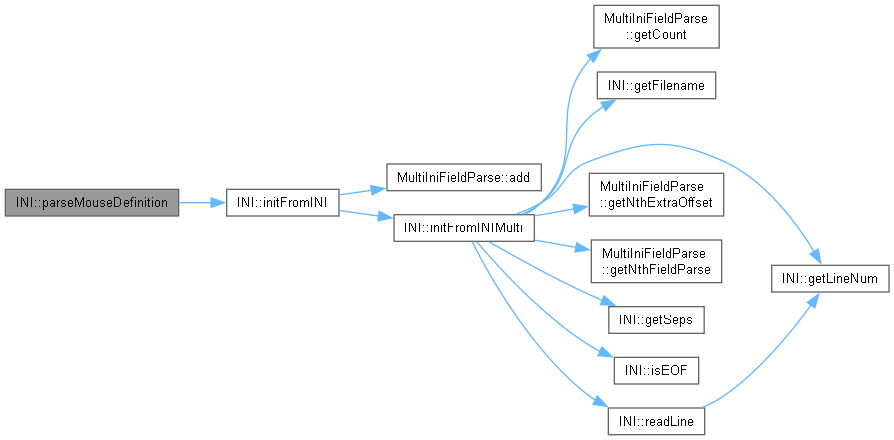 MultiIniFieldParse
::getCount
INI::getFilename
MultiIniFieldParse::add
INI::parseMouseDefinition
INI::initFromINI
MultiIniFieldParse
::getNthExtraOffset
INI::initFromINIMulti
MultiIniFieldParse
::getNthFieldParse
INI::getLineNum
INI::getSeps
INI::isEOF
INI::readLine